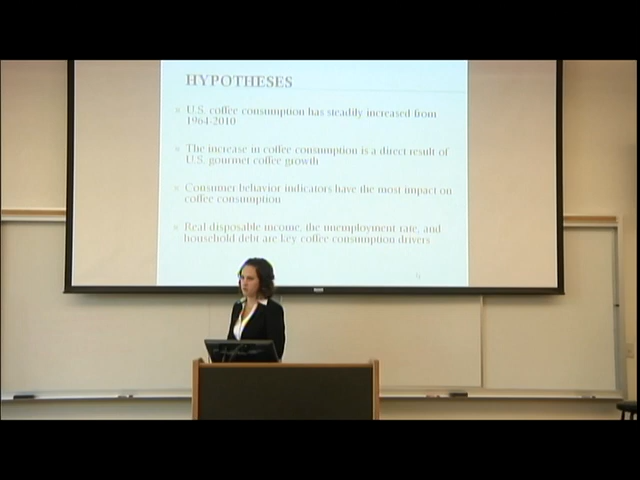 HYPOTHESES
» U.S. coffee consumption has steadily increased from
1964-2010
» The increase in coffee consumption is a direct result of
U.S. gourmet coffee growth
» Consumer behavior indicators have the most impact on
coffee consumption
» Real disposable income, the unemployment rate, and
household debt are key coffee consumption drivers